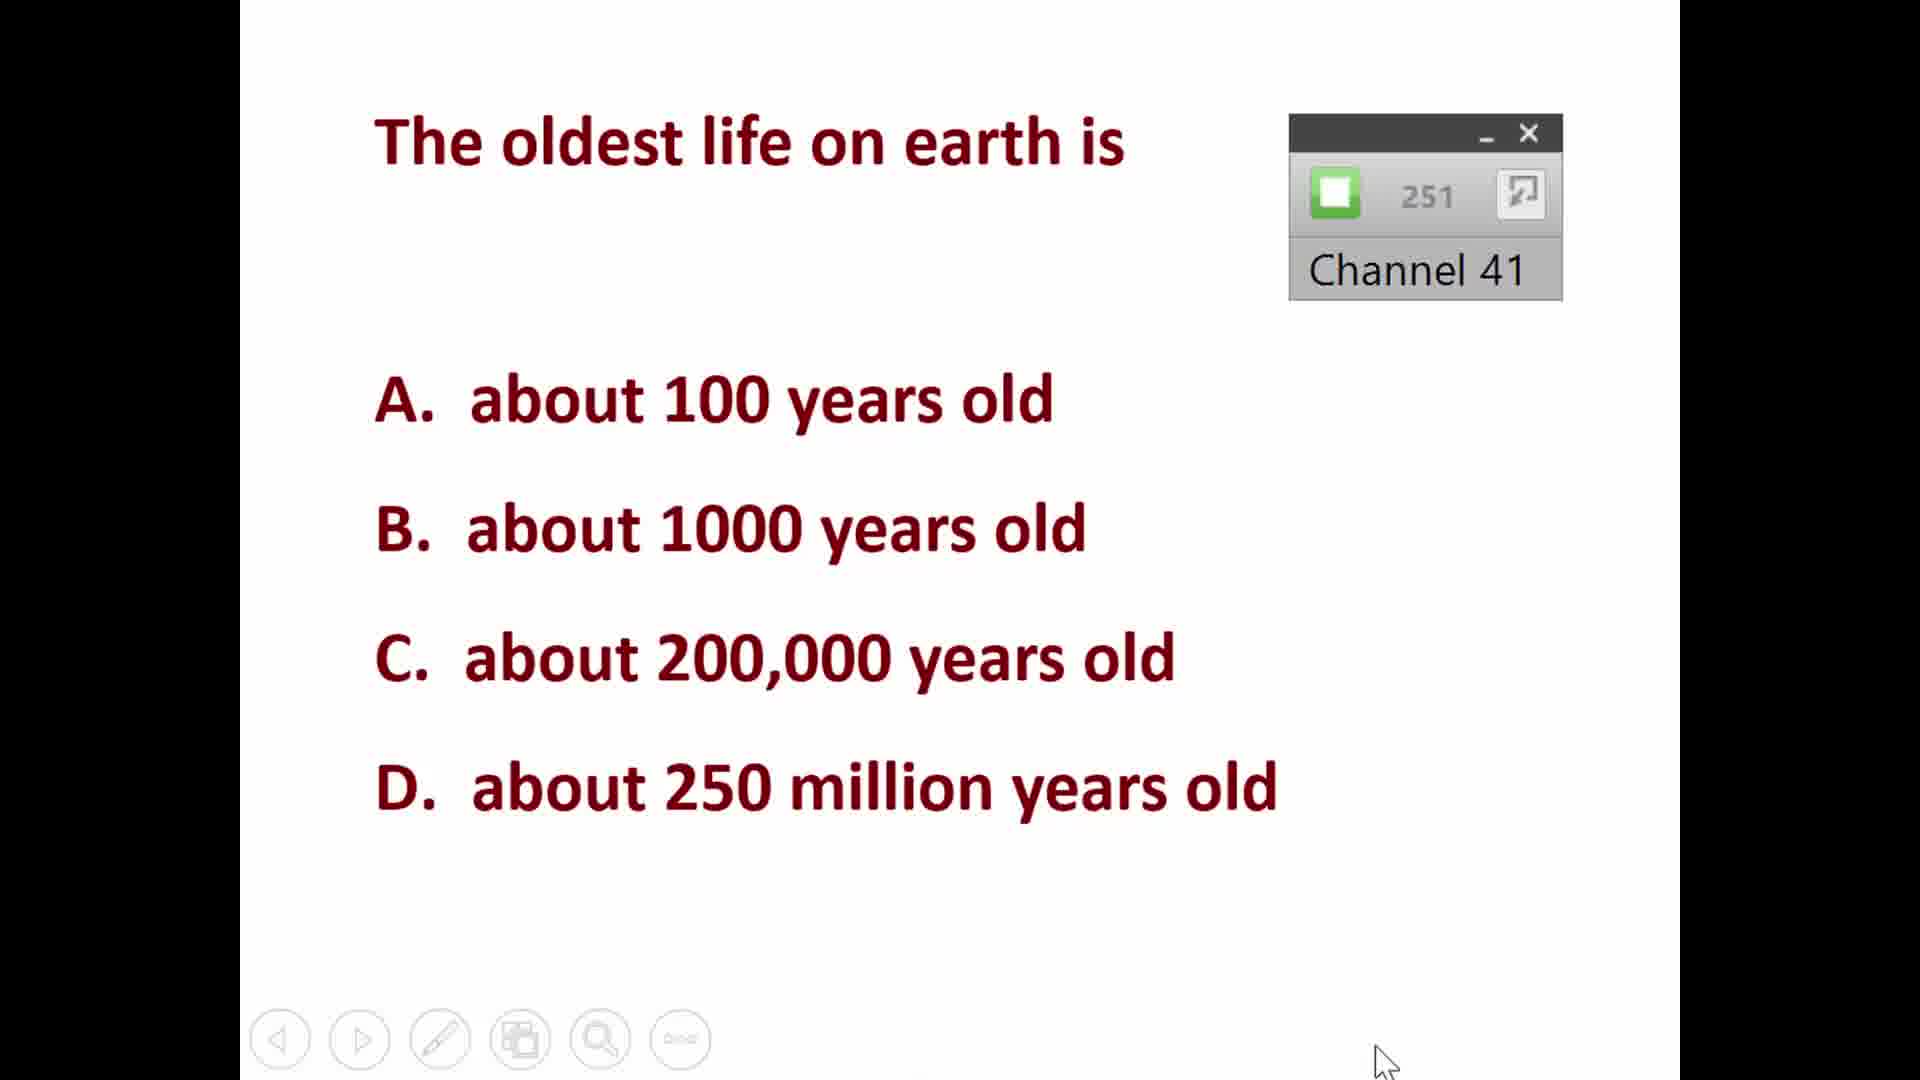 The oldest life on earth is
251
Channel 41
A. about 100 years old
B. about 1000 years old
C. about 200,000 years old
D. about 250 million years old